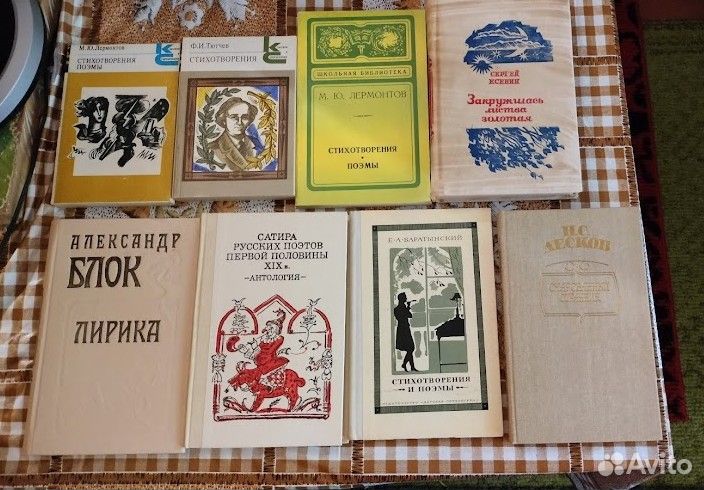 М.Ю.Лермонтов
СТИХОТВОРЕНИЯ
ПОЭМЫ
Ф.И.Тютчев
СТИХОТВОРЕНИЯ
ШКОЛЬНАЯ БИБЛИОТЕКА
М. Ю. ЛЕРМОНТОВ
СТИХОТВОРЕНИЯ
•
ПОЭМЫ
СЕРГЕЙ
ЕСЕНИН
Закружилась
листва
золотая
АЛЕКСАНДР
БЛОК
ЛИРИКА
САТИРА
РУССКИХ ПОЭТОВ
ПЕРВОЙ ПОЛОВИНЫ
XIX в.
-АНТОЛОГИЯ-
Е·А·БАРАТЫНСКИЙ
СТИХОТВОРЕНИЯ
И ПОЭМЫ
Н.С.
ЛЕСКОВ
Avito